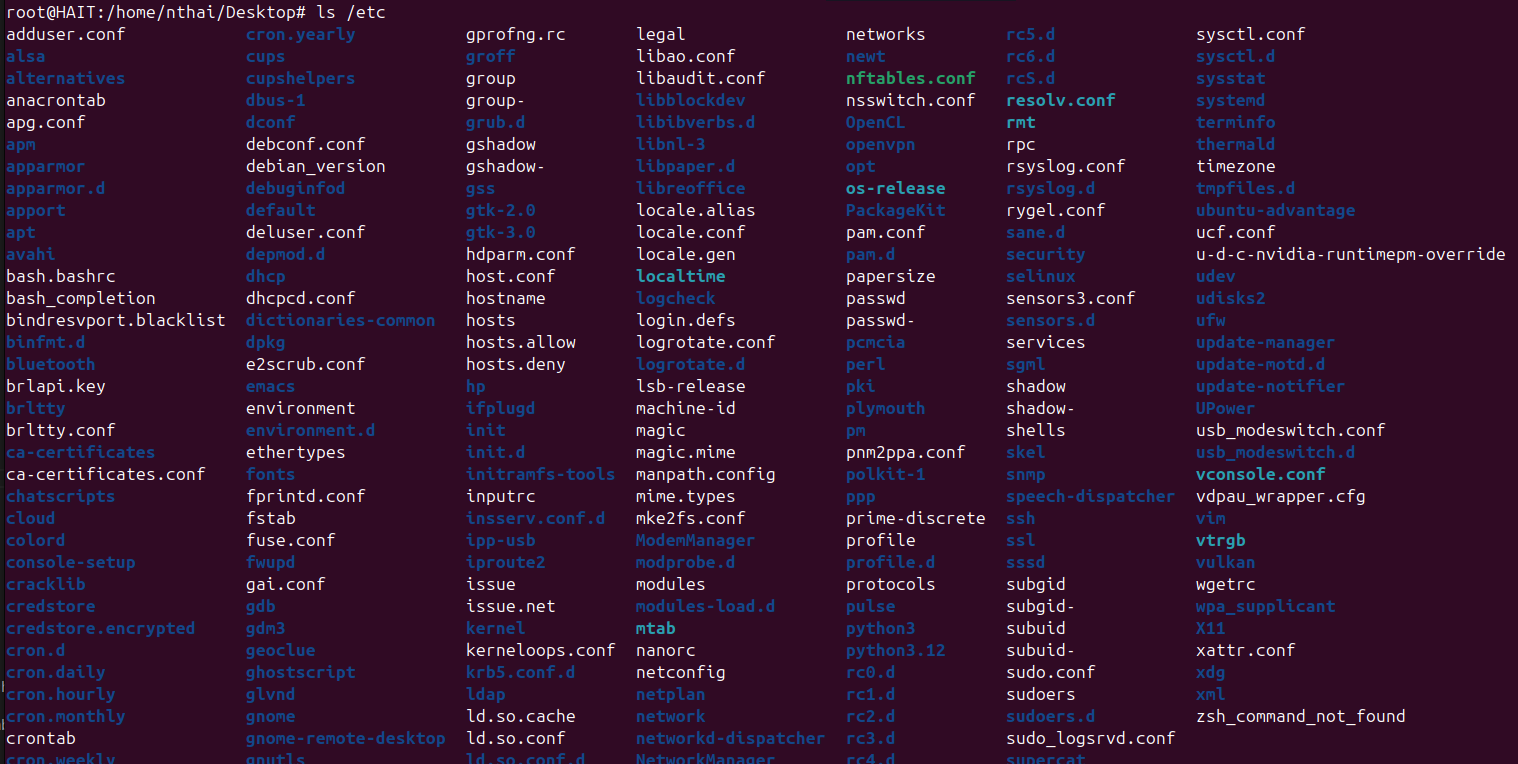 root@HAIT:/home/nthai/Desktop# ls /etc
adduser.conf cron.yearly gprofng.rc legal networks rc5.d sysctl.conf
alsa cups groff libao.conf newt rc6.d sysctl.d
alternatives cupshelpers group libaudit.conf nftables.conf rc5.d sysstat
anacrontab dbus-1 group- libblockdev nsswitch.conf resolv.conf systemd
apg.conf dconf grub.d libibverbs.d OpenCL rmt terminfo
apm debconf.conf gshadow libnl-3 openvpn rpc thermald
apparmor debian_version gshadow- libpaper.d opt rsyslog.conf timezone
apparmor.d debuginfod gss libreoffice os-release rsyslog.d tmpfiles.d
apport default gtk-2.0 locale.alias PackageKit rygel.conf ubuntu-advantage
apt deluser.conf gtk-3.0 locale.conf pam.conf sane.d ucf.conf
avahi depmod.d hdparm.conf locale.gen pam.d security u-d-c-nvidia-runtimepm-override
bash.bashrc dhcp host.conf localtime papersize selinux udev
bash_completion dhcpcd.conf hostname logcheck passwd sensors3.conf udisks2
bindresvport.blacklist dictionaries-common hosts login.defs passwd- sensors.d ufw
binfmt.d dpkg hosts.allow logrotate.conf pcmcia services update-manager
bluetooth e2scrub.conf hosts.deny logrotate.d perl sgml update-motd.d
brlapi.key emacs hp lsb-release pki shadow update-notifier
brltty environment ifplugd machine-id plymouth shadow- UPower
brltty.conf environment.d init magic pm shells usb_modeswitch.conf
ca-certificates ethertypes init.d magic.mime pnm2ppa.conf skel usb_modeswitch.d
ca-certificates.conf fonts initramfs-tools manpath.config polkit-1 snmp vconsole.conf
chatscripts fprintd.conf inputrc mime.types ppp speech-dispatcher vdpau_wrapper.cfg
cloud fstab insserv.conf.d mke2fs.conf prime-discrete ssh vim
colord fuse.conf ipp-usb ModemManager profile ssl vtrgb
console-setup fwupd iproute2 modprobe.d profile.d sssd vulkan
cracklib gai.conf issue modules protocols subgid wgetrc
credstore gdb issue.net modules-load.d pulse subgid- wpa_supplicant
credstore.encrypted gdm3 kernel mtab python3 subuid X11
cron.d geoclue kerneloops.conf nanorc python3.12 subuid- xattr.conf
cron.daily ghostscript krb5.conf.d netconfig rc0.d sudo.conf xdg
cron.hourly glvnd ldap netplan rc1.d sudoers xml
cron.monthly gnome ld.so.cache network rc2.d sudoers.d zsh_command_not_found
crontab gnome-remote-desktop ld.so.conf networkd-dispatcher rc3.d sudo_logsrvd.conf
cron.weekly gnutls ld.so.conf.d NetworkManager rc4.d supercat